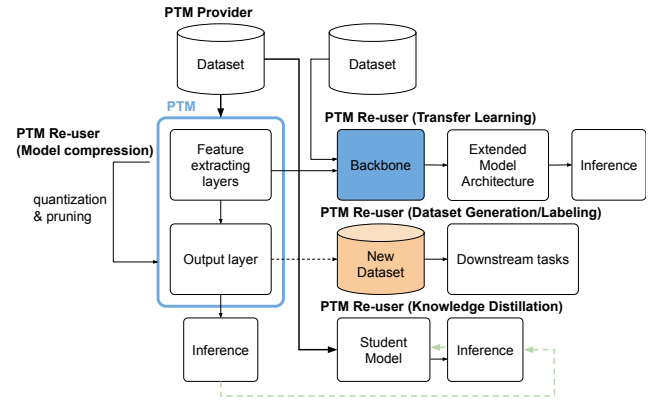 PTM Provider
Dataset
Dataset
PTM
PTM Re-user (Transfer Learning)
PTM Re-user
(Model compression)
Feature
extracting
layers
Backbone
Extended
Model
Architecture
Inference
quantization
& pruning
PTM Re-user (Dataset Generation/Labeling)
Output layer
New
Dataset
Downstream tasks
PTM Re-user (Knowledge Distillation)
Inference
Student
Model
Inference